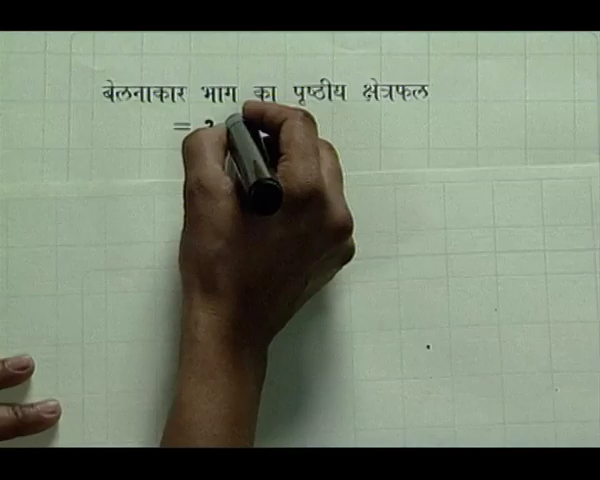 बेलनाकार भाग का पृष्ठीय क्षेत्रफल
=